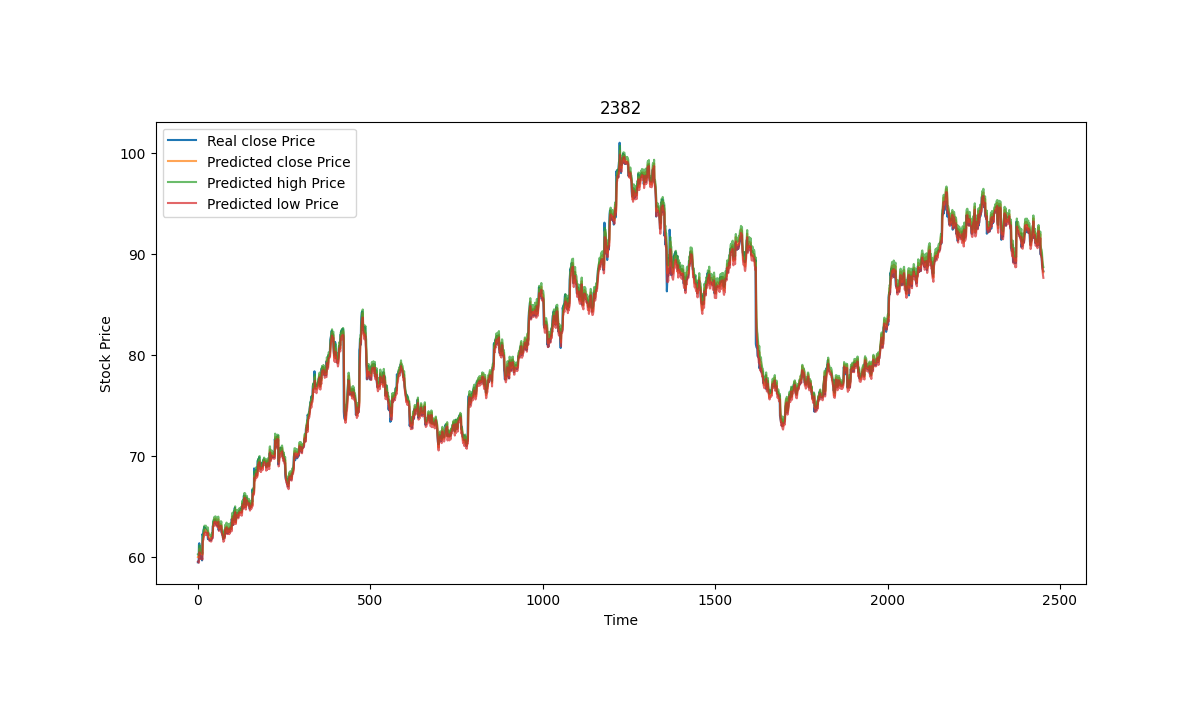 2382
Real close Price
Predicted close Price
Predicted high Price
Predicted low Price
100
90
80
70
60
Stock Price
0 500 1000 1500 2000 2500
Time